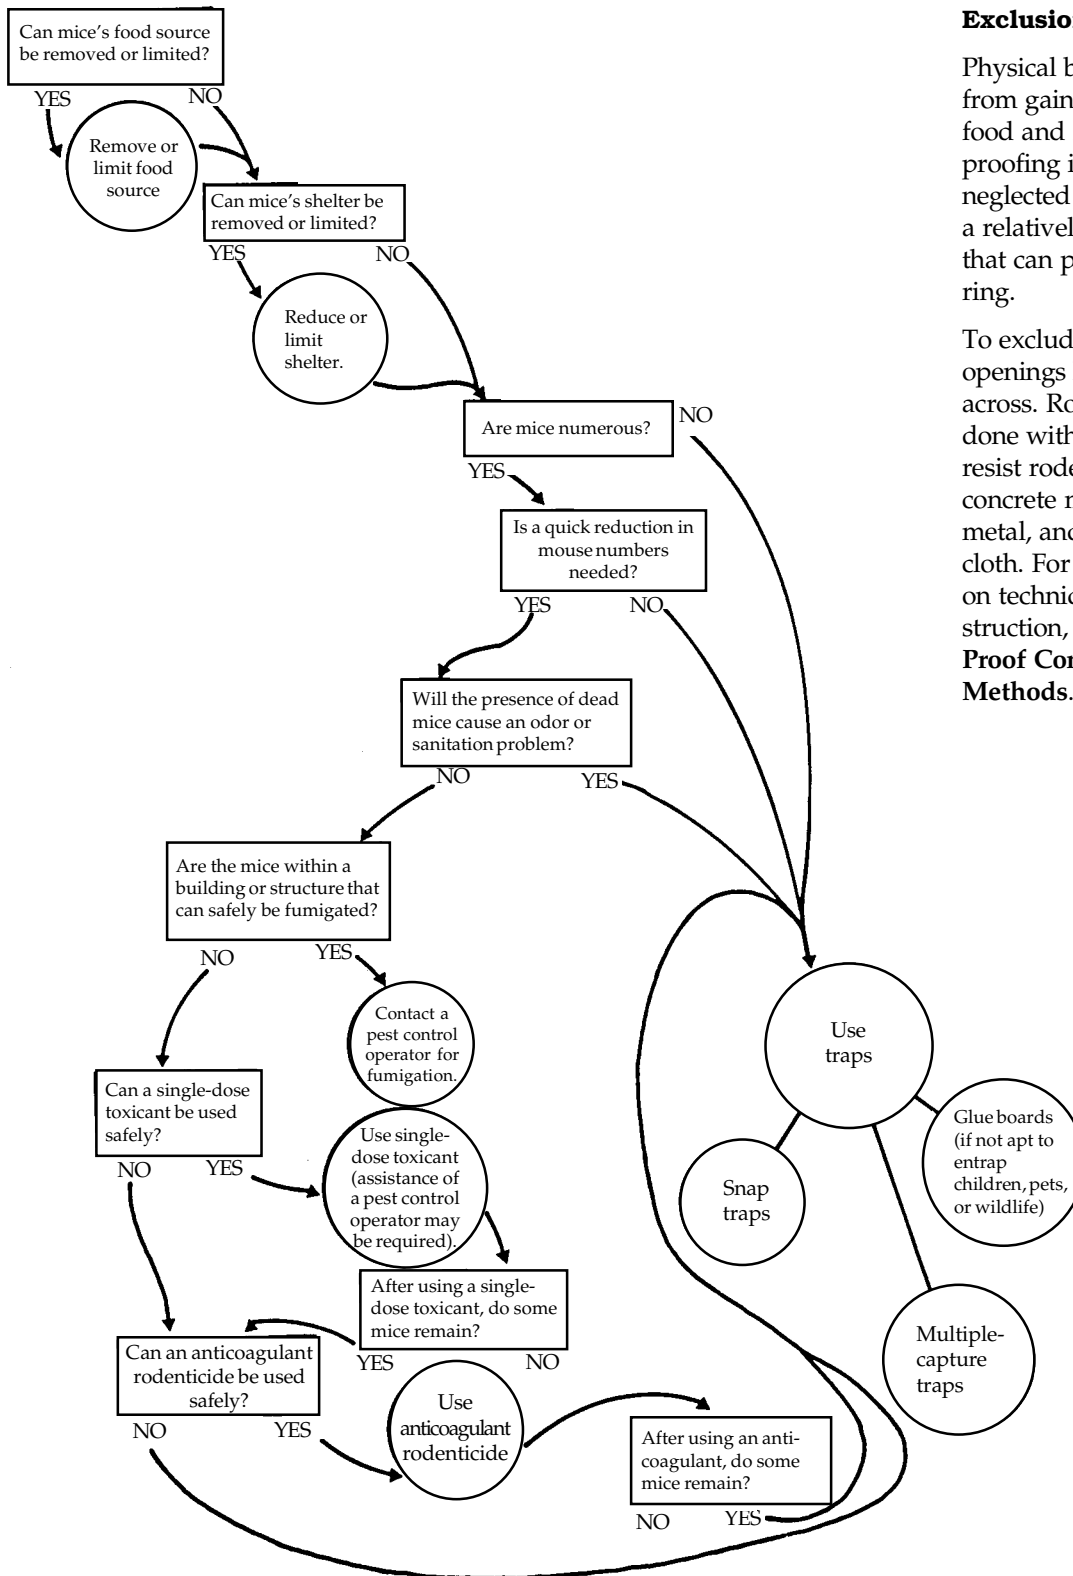 Can mice's food source
be removed or limited?
YES
NO
Remove or
limit food
source
Can mice's shelter be
removed or limited?
YES
NO
Reduce or
limit
shelter.
Are mice numerous?
NO
YES
Is a quick reduction in
mouse numbers
needed?
YES
NO
Will the presence of dead
mice cause an odor or
sanitation problem?
NO
YES
Are the mice within a
building or structure that
can safely be fumigated?
NO
YES
Contact a
pest control
operator for
fumigation.
Can a single-dose
toxicant be used
safely?
NO
YES
Use single-
dose toxicant
(assistance of
a pest control
operator may
be required).
After using a single-
dose toxicant, do some
mice remain?
YES
NO
Can an anticoagulant
rodenticide be used
safely?
NO
YES
Use
anticoagulant
rodenticide
After using an anti-
coagulant, do some
mice remain?
NO
YES
Use
traps
Snap
traps
Glue boards
(if not apt to
entrap
children, pets,
or wildlife)
Multiple-
capture
traps
Physical
from
food and
proofing
neglected
a relatively
that can
ring.
To
openings
across.
done
resist
concrete
metal, and
cloth. For
on
struction,
Proof
Methods.